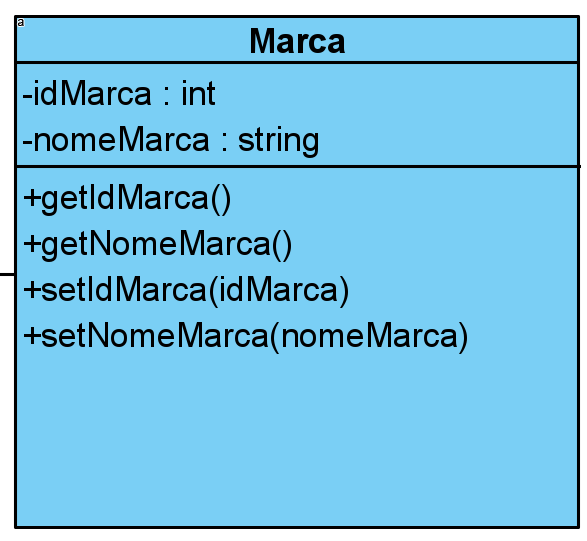 a
Marca
-idMarca : int
-nomeMarca : string
+getIdMarca()
+getNomeMarca()
+setIdMarca(idMarca)
+setNomeMarca(nomeMarca)